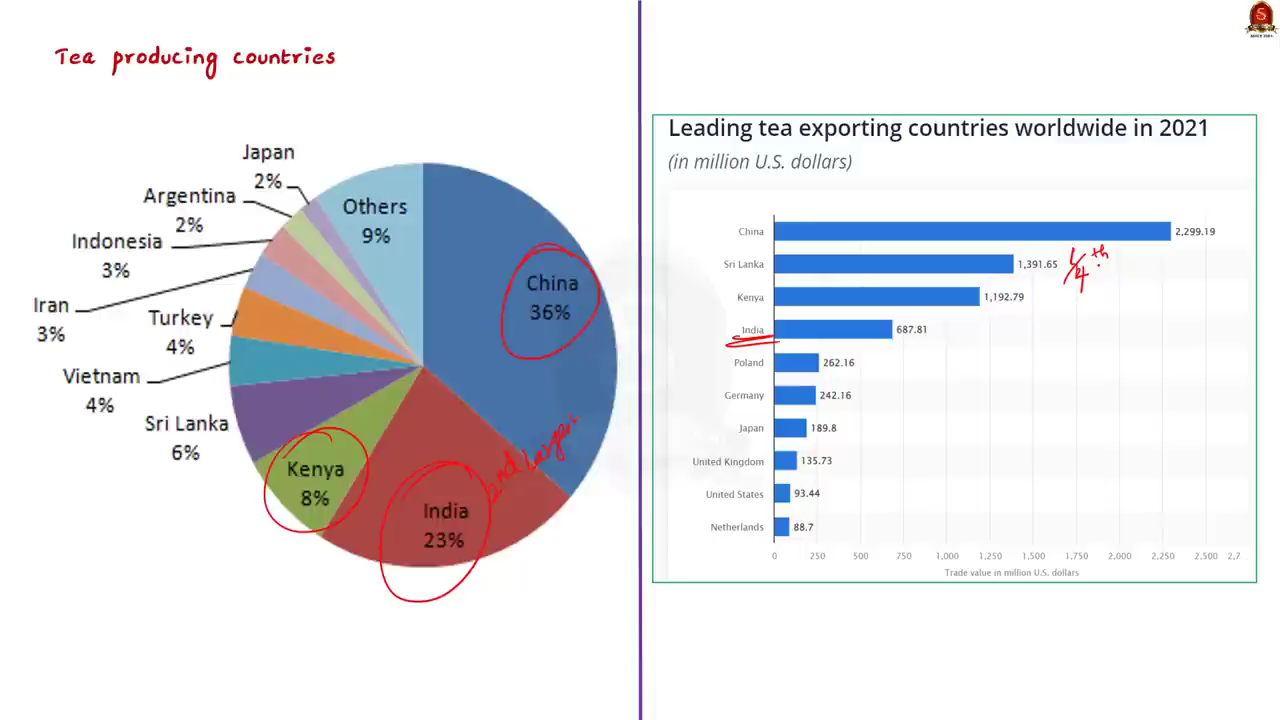 Tea producing countries
Japan
2%
Argentina
2%
Indonesia
3%
Iran
3%
Turkey
4%
Vietnam
4%
Sri Lanka
6%
Kenya
8%
India
23%
China
36%
Others
9%
2nd
Leading tea exporting countries worldwide in 2021
(in million U.S. dollars)
China 2,299.19
Sri Lanka 1,391.65
Kenya 1,192.79
India 687.81
Poland 262.16
Germany 242.16
Japan 189.8
United Kingdom 135.73
United States 93.44
Netherlands 88.7
0 250 500 750 1,000 1,250 1,500 1,750 2,000 2,250 2,500 2,7
Trade value in million U.S. dollars